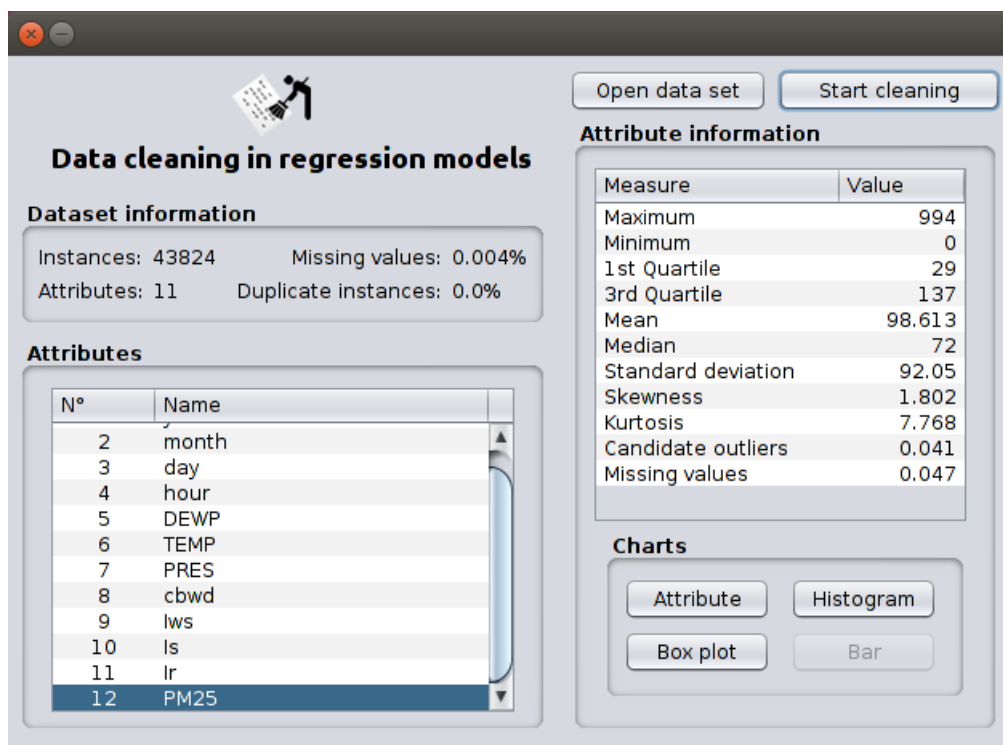 Open data set
Start cleaning
Data cleaning in regression models
Dataset information
Instances: 43824 Missing values: 0.004%
Attributes: 11 Duplicate instances: 0.0%
Attributes
N° Name
2 month
3 day
4 hour
5 DEWP
6 TEMP
7 PRES
8 cbwd
9 Iws
10 Is
11 Ir
12 PM25
Attribute information
Measure Value
Maximum 994
Minimum 0
1st Quartile 29
3rd Quartile 137
Mean 98.613
Median 72
Standard deviation 92.05
Skewness 1.802
Kurtosis 7.768
Candidate outliers 0.041
Missing values 0.047
Charts
Attribute Histogram
Box plot Bar